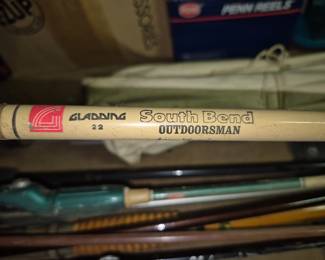 PENN REELS
GLADDING
22
South Bend
OUTDOORSMAN